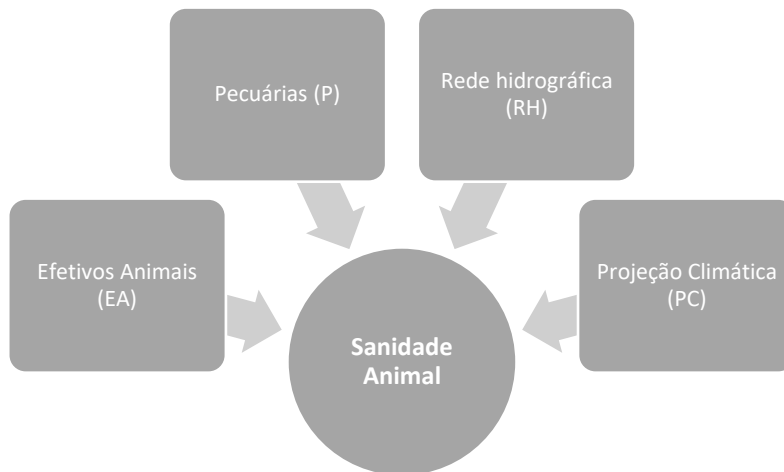 Pecuárias (P)
Rede hidrográfica
(RH)
Efetivos Animais
(EA)
Projeção Climática
(PC)
Sanidade
Animal